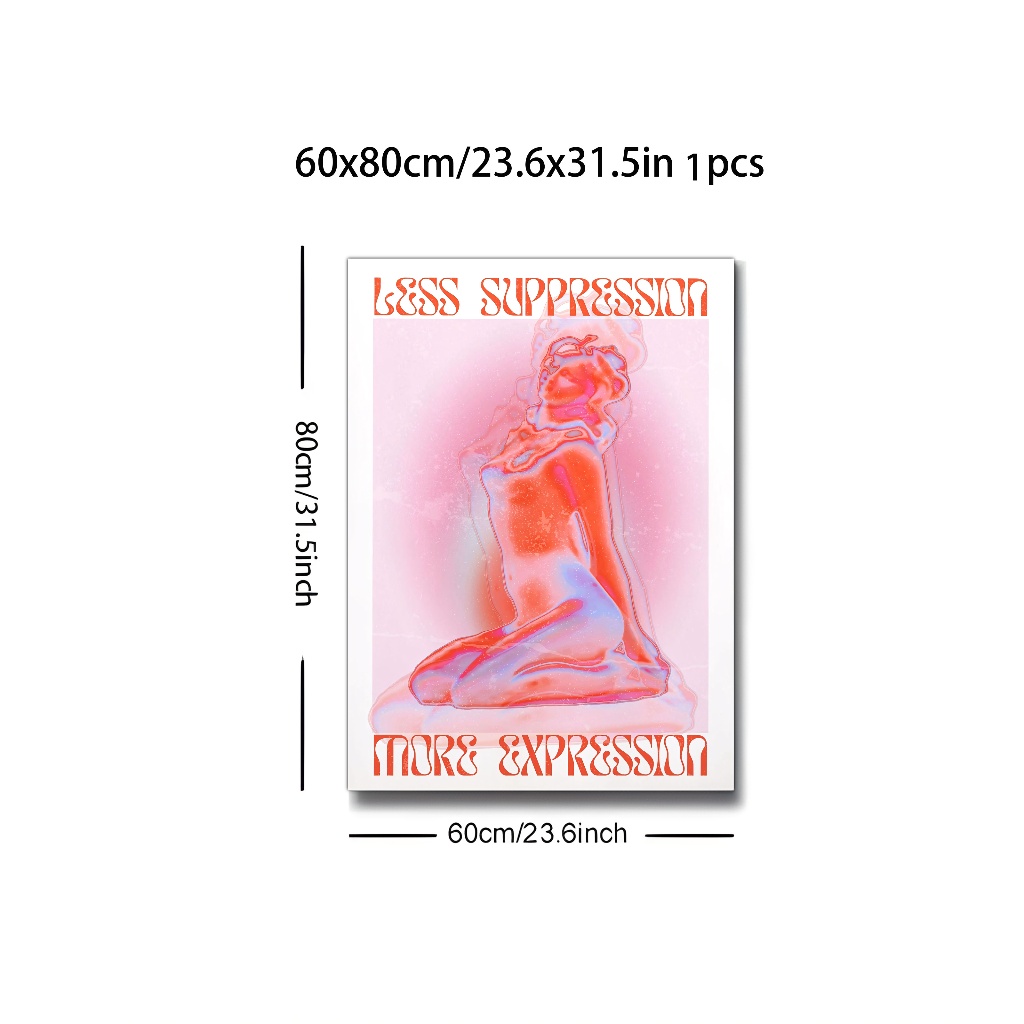 60x80cm/23.6x31.5in 1pcs
LESS SUPPRESSION
80cm/31.5inch
MORE EXPRESSION
60cm/23.6inch